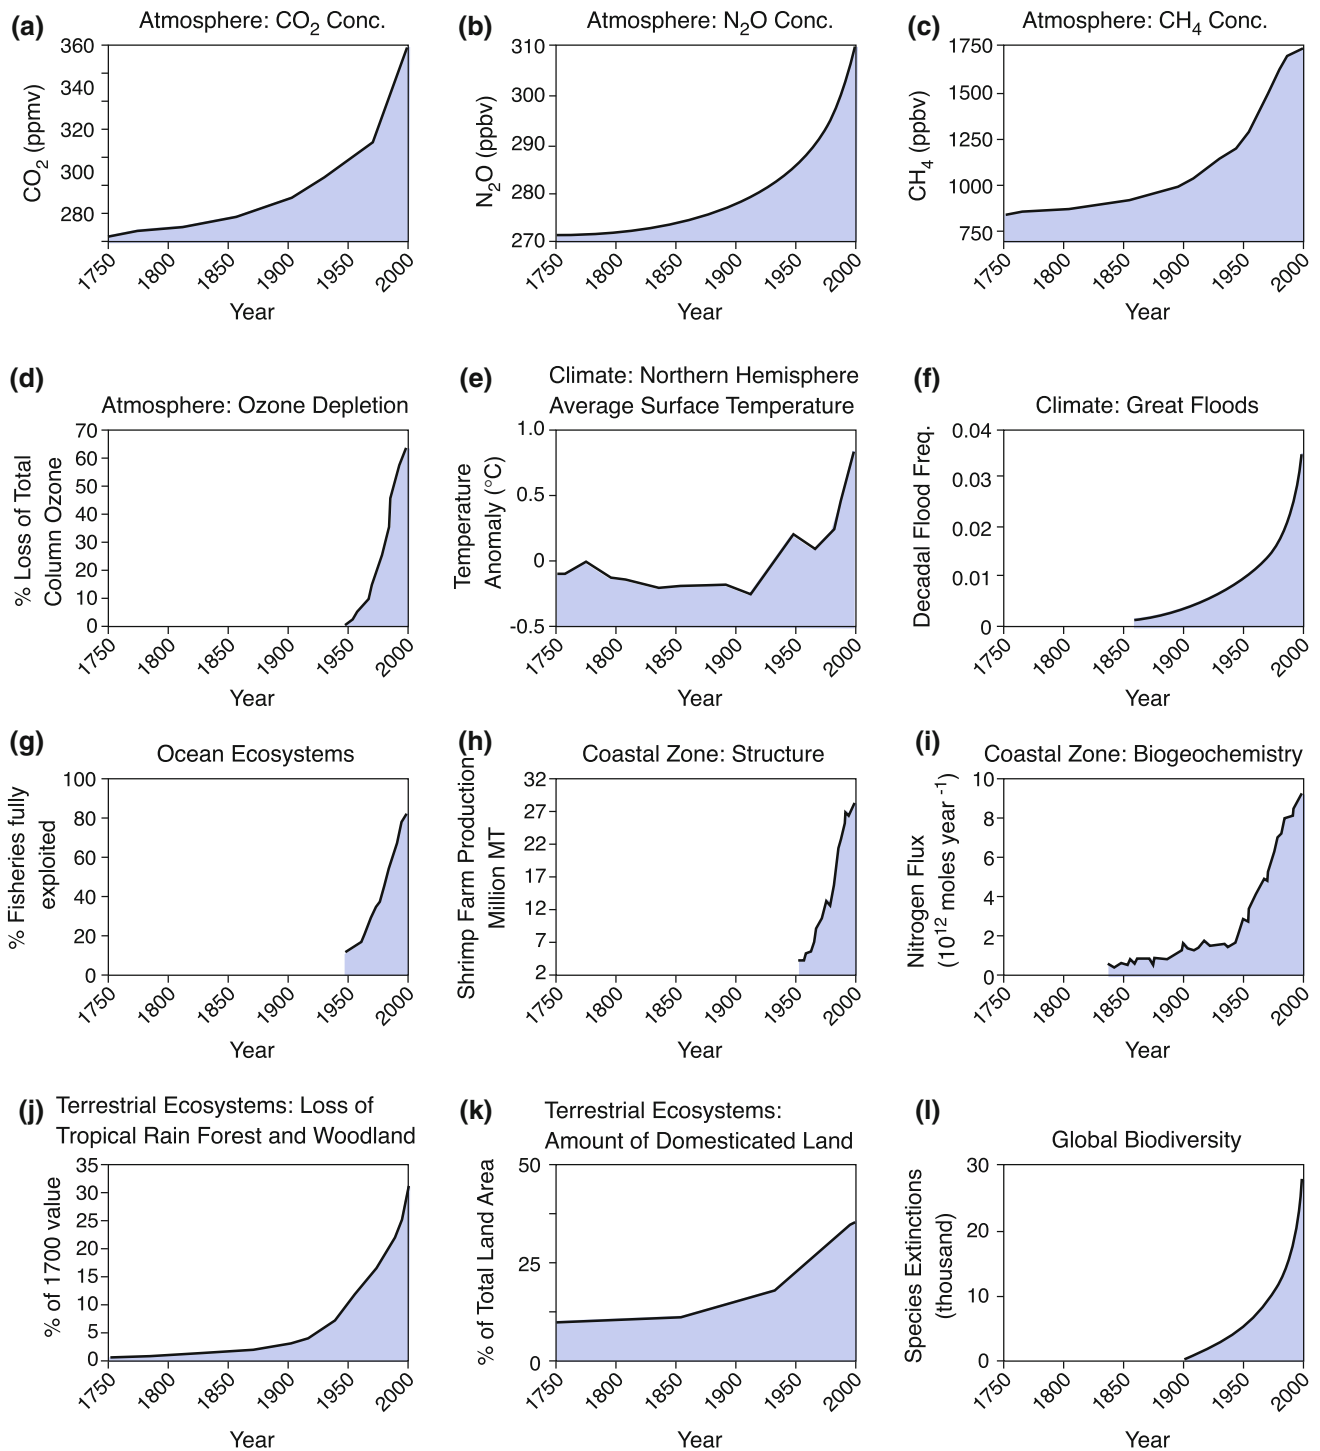 (a) Atmosphere: CO2 Conc.
CO2 (ppmv)
360
340
320
300
280
1750 1800 1850 1900 1950 2000
Year
(b) Atmosphere: N2O Conc.
N2O (ppbv)
310
300
290
280
270
1750 1800 1850 1900 1950 2000
Year
(c) Atmosphere: CH4 Conc.
CH4 (ppbv)
1750
1500
1250
1000
750
1750 1800 1850 1900 1950 2000
Year
(d)
Atmosphere: Ozone Depletion
% Loss of Total
Column Ozone
70
60
50
40
30
20
10
0
1750 1800 1850 1900 1950 2000
Year
(e) Climate: Northern Hemisphere
Average Surface Temperature
Temperature
Anomaly (°C)
1.0
0.5
0
-0.5
1750 1800 1850 1900 1950 2000
Year
(f)
Climate: Great Floods
Decadal Flood Freq.
0.04
0.03
0.02
0.01
0
1750 1800 1850 1900 1950 2000
Year
(g)
Ocean Ecosystems
% Fisheries fully
exploited
100
80
60
40
20
0
1750 1800 1850 1900 1950 2000
Year
(h)
Coastal Zone: Structure
Shrimp Farm Production
Million MT
32
27
22
17
12
7
2
1750 1800 1850 1900 1950 2000
Year
(i)
Coastal Zone: Biogeochemistry
Nitrogen Flux
(10^12 moles year^-1)
10
8
6
4
2
0
1750 1800 1850 1900 1950 2000
Year
(j) Terrestrial Ecosystems: Loss of
Tropical Rain Forest and Woodland
% of 1700 value
35
30
25
20
15
10
5
0
1750 1800 1850 1900 1950 2000
Year
(k) Terrestrial Ecosystems:
Amount of Domesticated Land
% of Total Land Area
50
25
0
1750 1800 1850 1900 1950 2000
Year
(l)
Global Biodiversity
Species Extinctions
(thousand)
30
20
10
0
1750 1800 1850 1900 1950 2000
Year